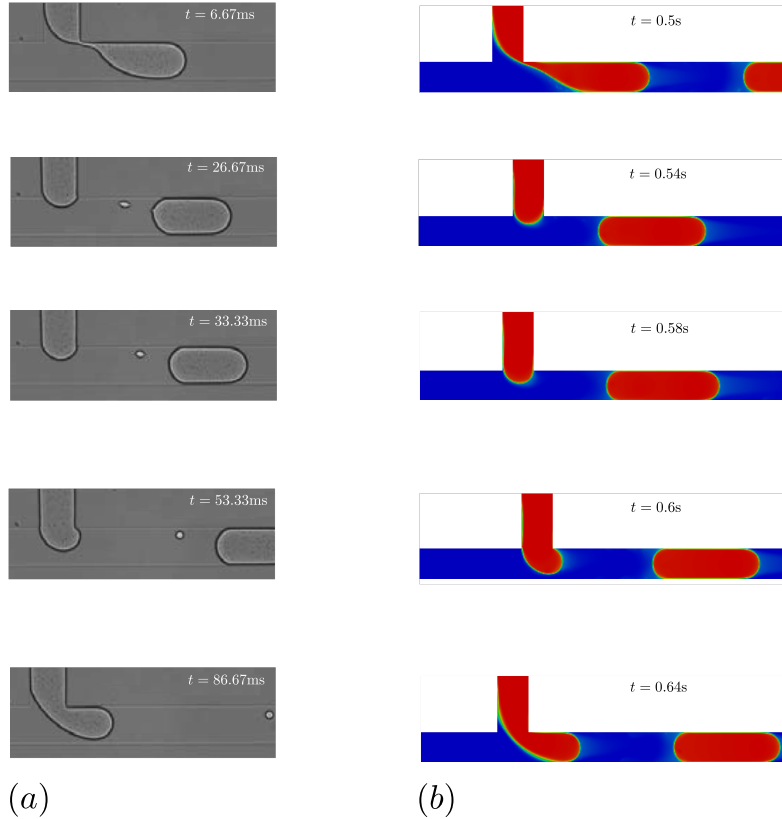 t = 6.67ms
t = 0.5s
t = 26.67ms
t = 0.54s
t = 33.33ms
t = 0.58s
t = 53.33ms
t = 0.6s
t = 86.67ms
t = 0.64s
(a)
(b)